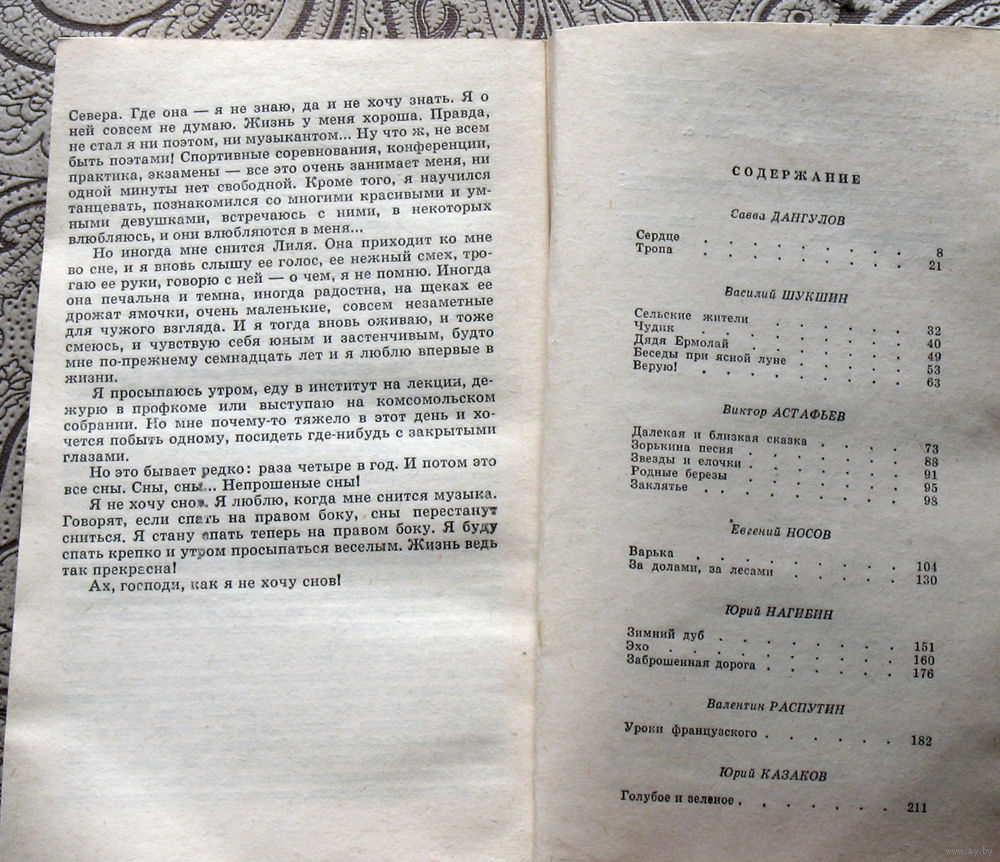 Севера. Где она — я не знаю, да и не хочу знать. Я о
ней совсем не думаю. Жизнь у меня хороша. Правда,
не стал я ни поэтом, ни музыкантом... Ну что ж, не всем
быть поэтами! Спортивные соревнования, конференции,
практика, экзамены — все это очень занимает меня, ни
одной минуты нет свободной. Кроме того, я научился
танцевать, познакомился со многими красивыми и ум-
ными девушками, встречаюсь с ними, в некоторых
влюбляюсь, и они влюбляются в меня...
Но иногда мне снится Лиля. Она приходит ко мне
во сне, и я вновь слышу ее голос, ее нежный смех, тро-
гаю ее руки, говорю с ней — о чем, я не помню. Иногда
она печальна и темна, иногда радостна, на щеках ее
дрожат ямочки, очень маленькие, совсем незаметные
для чужого взгляда. И я тогда вновь оживаю, и тоже
смеюсь, и чувствую себя юным и застенчивым, будто
мне по-прежнему семнадцать лет и я люблю впервые в
жизни.
Я просыпаюсь утром, еду в институт на лекции, де-
журю в профкоме или выступаю на комсомольском
собрании. Но мне почему-то тяжело в этот день и хо-
чется побыть одному, посидеть где-нибудь с закрытыми
глазами.
Но это бывает редко: раза четыре в год. И потом это
все сны. Сны, сны... Непрошеные сны!
Я не хочу снов. Я люблю, когда мне снится музыка.
Говорят, если спать на правом боку, сны перестанут
сниться. Я стану спать теперь на правом боку. Я буду
спать крепко и утром просыпаться веселым. Жизнь ведь
так прекрасна!
Ах, господи, как я не хочу снов!
СОДЕРЖАНИЕ
Савва ДАНГУЛОВ
Сердце . . . . . . . . . 8
Тропа . . . . . . . . . 21
Василий ШУКШИН
Сельские жители . . . . . . 32
Чудик . . . . . . . . . 40
Дядя Ермолай . . . . . . . 49
Беседы при ясной луне . . . . . 53
Верую! . . . . . . . . . 63
Виктор АСТАФЬЕВ
Далекая и близкая сказка . . . . 73
Зорькина песня . . . . . . . 88
Звезды и елочки . . . . . . . 91
Родные березы . . . . . . . 95
Заклятье . . . . . . . . . 98
Евгений НОСОВ
Варька . . . . . . . . . 104
За долами, за лесами . . . . . 130
Юрий НАГИБИН
Зимний дуб . . . . . . . . 151
Эхо . . . . . . . . . . 160
Заброшенная дорога . . . . . . 176
Валентин РАСПУТИН
Уроки французского . . . . . . 182
Юрий КАЗАКОВ
Голубое и зеленое . . . . . . . 211
www.ay.by